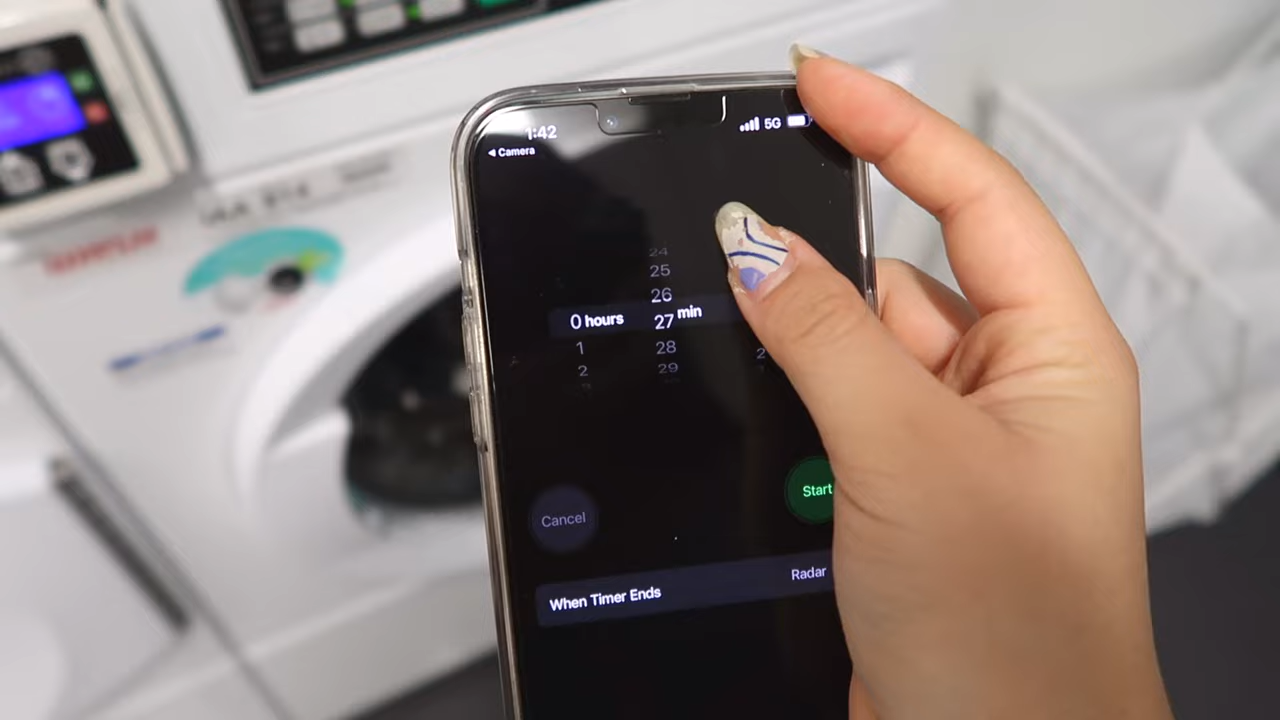 1:42
5G
◀ Camera
24
25
26
0 hours 27 min
1 28 2
2 29
Start
Cancel
Radar
When Timer Ends